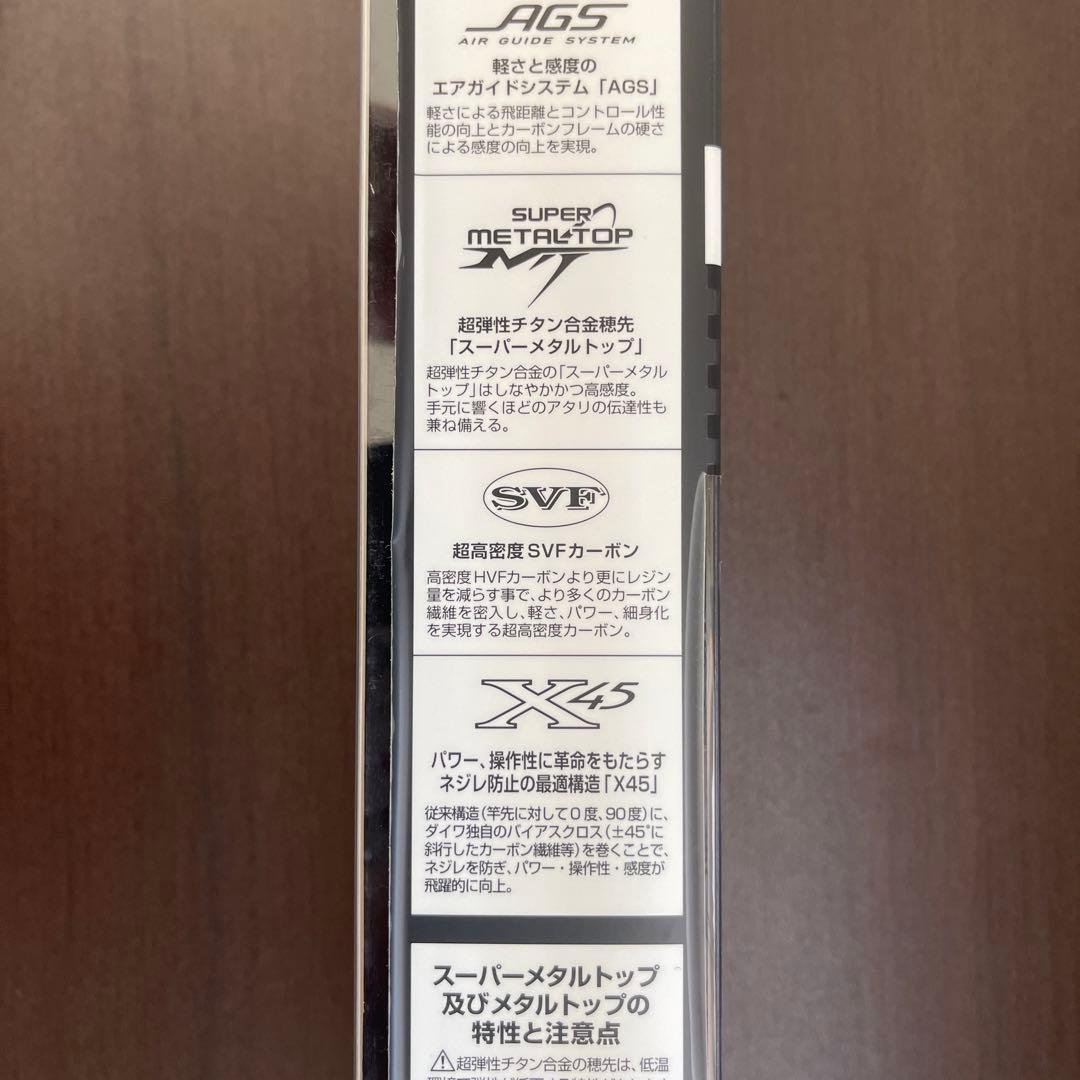 AGS
AIR GUIDE SYSTEM
軽さと感度の
エアガイドシステム「AGS」
軽さによる飛距離とコントロール性
能の向上とカーボンフレームの硬さ
による感度の向上を実現。
SUPER
METAL TOP
MT
超弾性チタン合金穂先
「スーパーメタルトップ」
超弾性チタン合金の「スーパーメタル
トップ」はしなやかかつ高感度。
手元に響くほどのアタリの伝達性も
兼ね備える。
SVF
超高密度SVFカーボン
高密度HVFカーボンより更にレジン
量を減らす事で、より多くのカーボン
繊維を密入し、軽さ、パワー、細身化
を実現する超高密度カーボン。
X45
パワー、操作性に革命をもたらす
ネジレ防止の最適構造「X45」
従来構造(竿先に対して0度、90度)に、
ダイワ独自のバイアスクロス(±45°に
斜行したカーボン繊維等)を巻くことで、
ネジレを防ぎ、パワー・操作性・感度が
飛躍的に向上。
スーパーメタルトップ
及びメタルトップの
特性と注意点
⚠超弾性チタン合金の穂先は、低温